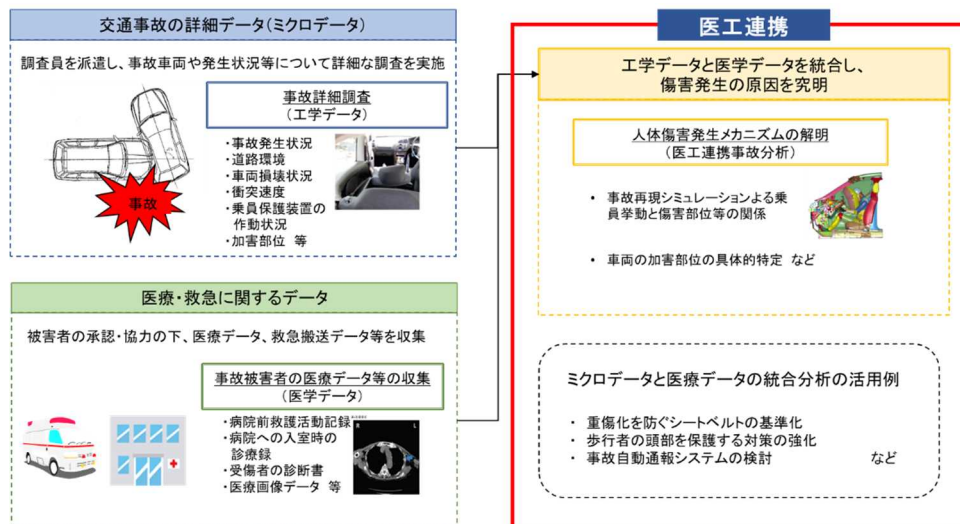 交通事故の詳細データ(ミクロデータ)
調査員を派遣し、事故車両や発生状況等について詳細な調査を実施
事故詳細調査
(工学データ)
事故
・事故発生状況
・道路環境
・車両損壊状況
・衝突速度
・乗員保護装置の
作動状況
・加害部位 等
医療・救急に関するデータ
被害者の承認・協力の下、医療データ、救急搬送データ等を収集
事故被害者の医療データ等の収集
(医学データ)
・病院前救護活動記録
・病院への入室時の
診療録
・受傷者の診断書
・医療画像データ 等
R
L
医工連携
工学データと医学データを統合し、
傷害発生の原因を究明
人体傷害発生メカニズムの解明
(医工連携事故分析)
• 事故再現シミュレーションよる乗
員挙動と傷害部位等の関係
• 車両の加害部位の具体的特定 など
ミクロデータと医療データの統合分析の活用例
• 重傷化を防ぐシートベルトの基準化
• 歩行者の頭部を保護する対策の強化
• 事故自動通報システムの検討 など